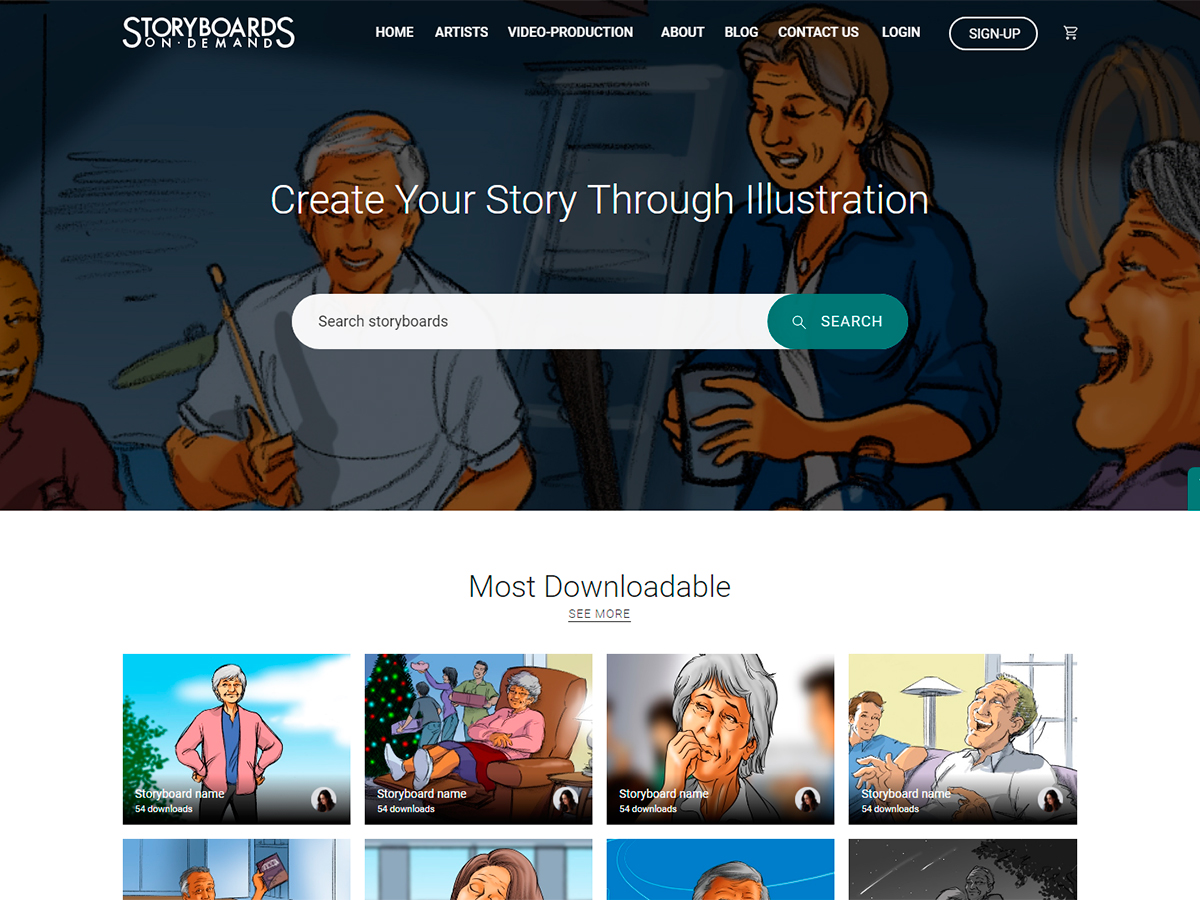 STORYBOARDS
ON·DEMAND
HOME ARTISTS VIDEO-PRODUCTION ABOUT BLOG CONTACT US LOGIN SIGN-UP
Create Your Story Through Illustration
Search storyboards SEARCH
Most Downloadable
SEE MORE
Storyboard name Storyboard name Storyboard name Storyboard name
54 downloads 54 downloads 54 downloads 54 downloads